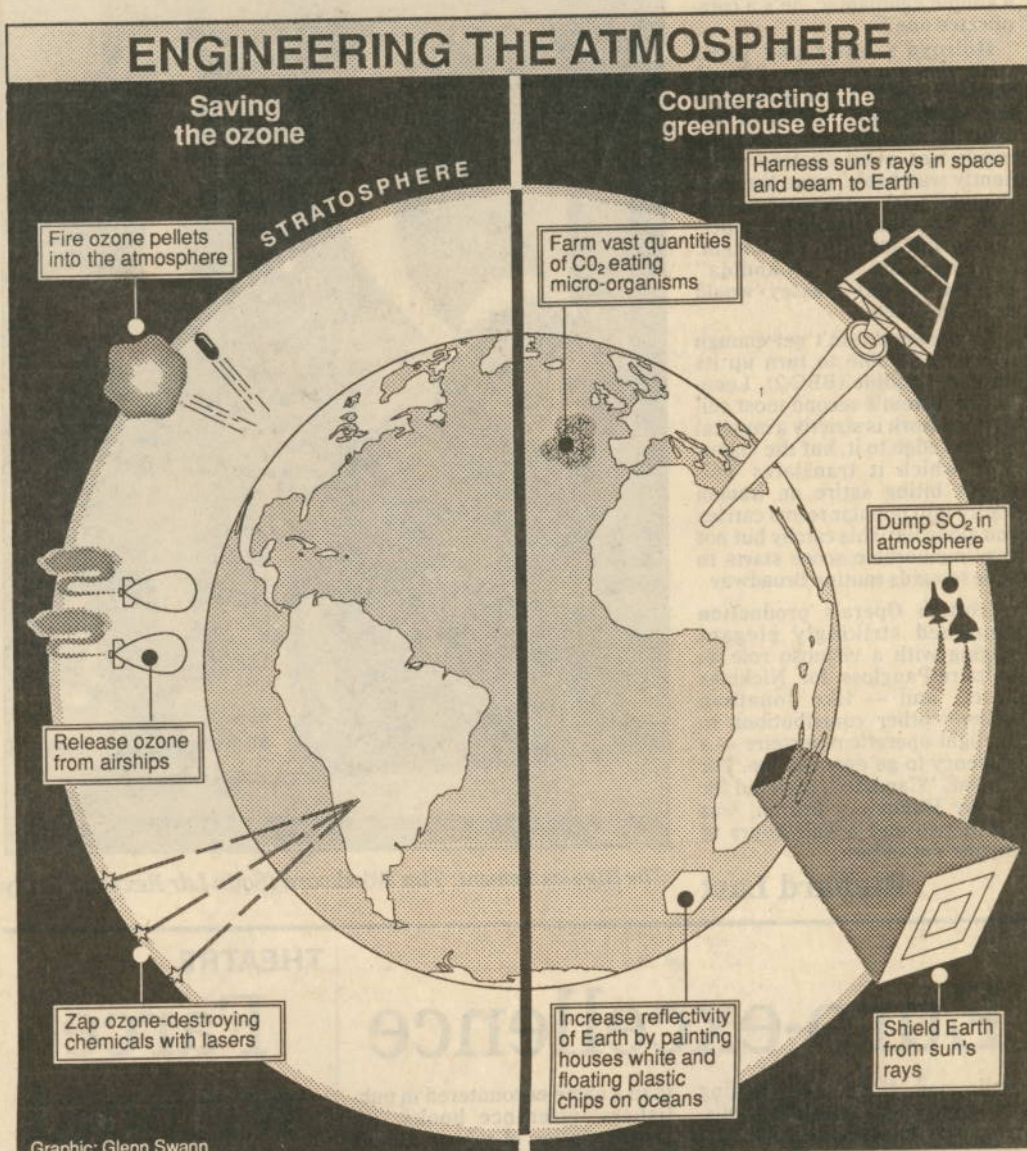 ENGINEERING THE ATMOSPHERE
Saving
the ozone
Counteracting the
greenhouse effect
STRATOSPHERE
Harness sun's rays in space
and beam to Earth
Fire ozone pellets
into the atmosphere
Farm vast quantities
of CO₂ eating
micro-organisms
Dump SO₂ in
atmosphere
Release ozone
from airships
Zap ozone-destroying
chemicals with lasers
Increase reflectivity
of Earth by painting
houses white and
floating plastic
chips on oceans
Shield Earth
from sun's
rays
Graphic: Glenn Swann